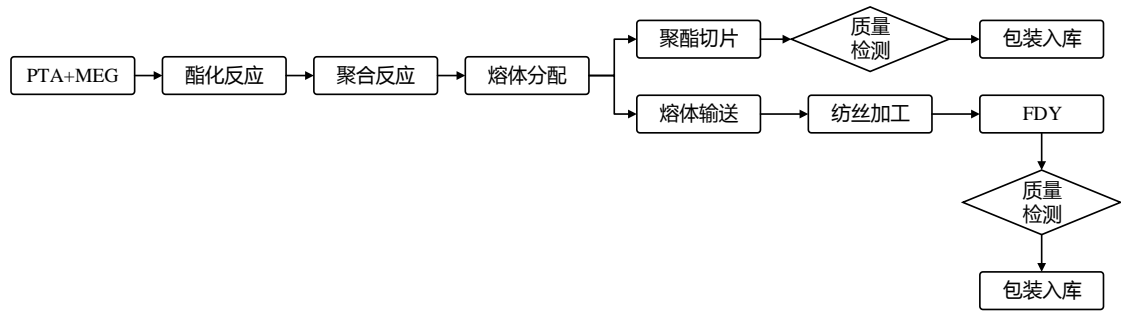 PTA+MEG
酯化反应
聚合反应
熔体分配
聚酯切片
质量
检测
包装入库
熔体输送
纺丝加工
FDY
质量
检测
包装入库